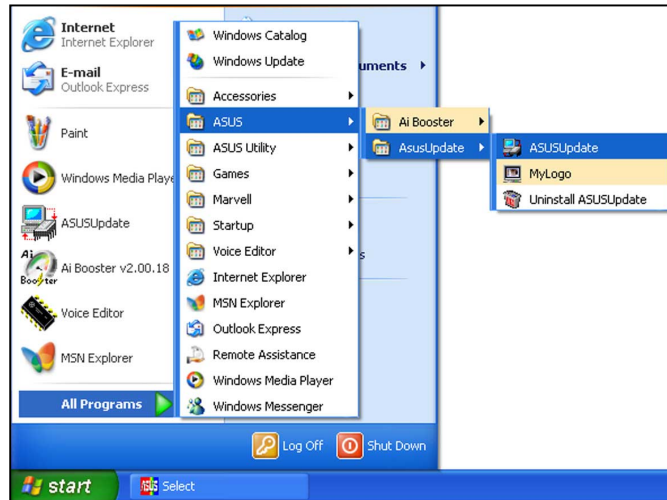 Internet
Internet Explorer
E-mail
Outlook Express
Paint
Windows Media Playe
ASUSUpdate
Ai Booster v2.00.18
Voice Editor
MSN Explorer
All Programs
Windows Catalog
Windows Update
Accessories
ASUS
ASUS Utility
Games
Marvell
Startup
Voice Editor
Internet Explorer
MSN Explorer
Outlook Express
Remote Assistance
Windows Media Player
Windows Messenger
uments
s
Ai Booster
AsusUpdate
ASUSUpdate
MyLogo
Uninstall ASUSUpdate
Log Off
Shut Down
start
Select